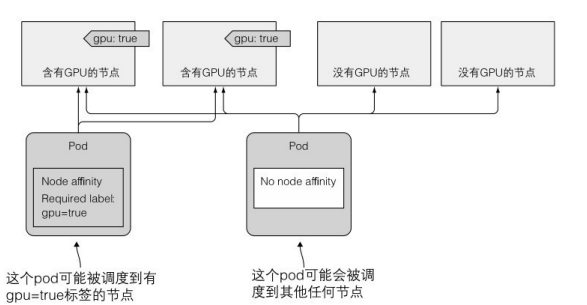 gpu: true
gpu: true
含有GPU的节点
含有GPU的节点
没有GPU的节点
没有GPU的节点
Pod
Node affinity
Required label:
gpu=true
Pod
No node affinity
这个pod可能被调度到有
gpu=true标签的节点
这个pod可能会被调
度到其他任何节点